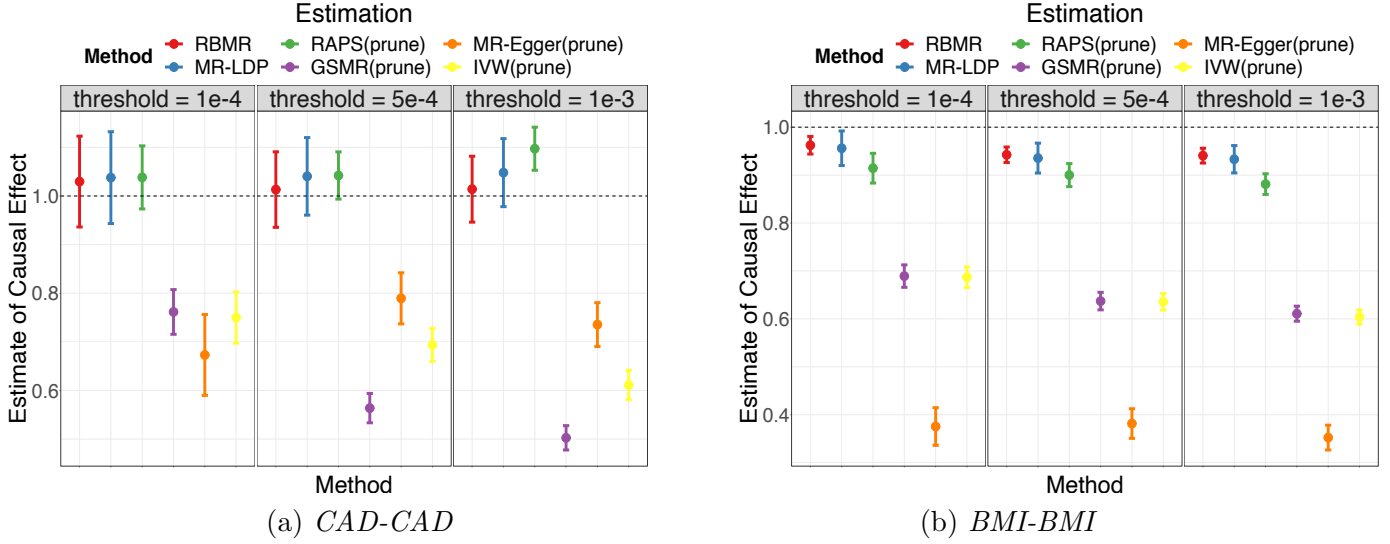 Estimation
Method RBMR RAPS(prune) MR-Egger(prune)
MR-LDP GSMR(prune) IVW(prune)
threshold = 1e-4 threshold = 5e-4 threshold = 1e-3
Estimate of Causal Effect
1.0
0.8
0.6
Method
(a) CAD-CAD
Estimation
Method RBMR RAPS(prune) MR-Egger(prune)
MR-LDP GSMR(prune) IVW(prune)
threshold = 1e-4 threshold = 5e-4 threshold = 1e-3
Estimate of Causal Effect
1.0
0.8
0.6
0.4
Method
(b) BMI-BMI